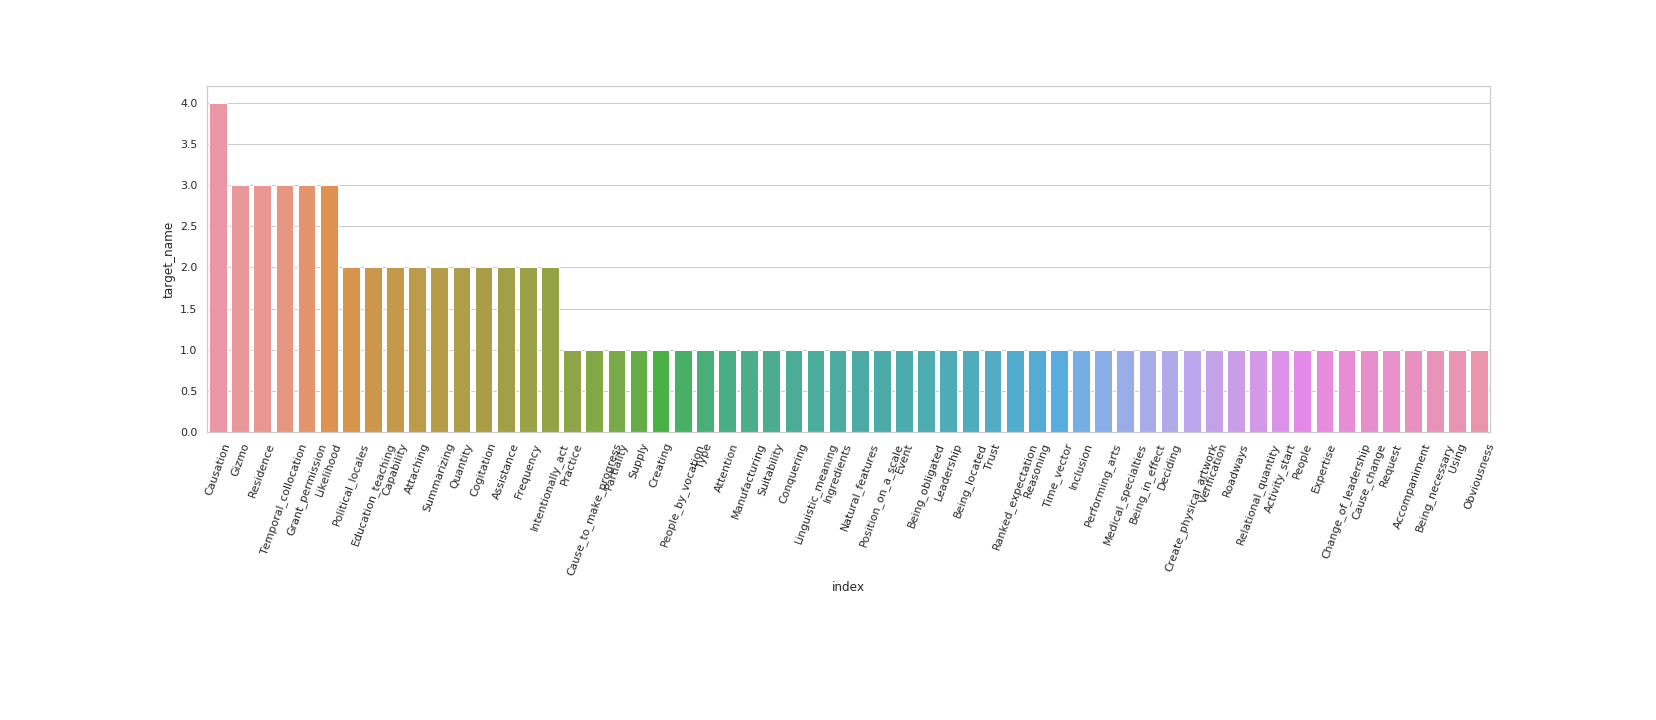 4.0
3.5
3.0
2.5
2.0
1.5
1.0
0.5
0.0
target_name
Causation
Gizmo
Residence
Temporal_collocation
Grant_permission
Likelihood
Political_locales
Education_teaching
Capability
Attaching
Summarizing
Quantity
Cogitation
Assistance
Frequency
Intentionally_act
Practice
Cause_to_make_progress
Partiality
Supply
Creating
People_by_vocation
Type
Attention
Manufacturing
Suitability
Conquering
Linguistic_meaning
Ingredients
Natural_features
Position_on_a_scale
Event
Being_obligated
Leadership
Being_located
Trust
Ranked_expectation
Reasoning
Time_vector
Inclusion
Performing_arts
Medical_specialties
Being_in_effect
Deciding
Create_physical_artwork
Verification
Roadways
Relational_quantity
Activity_start
People
Expertise
Change_of_leadership
Cause_change
Request
Accompaniment
Being_necessary
Using
Obviousness
index